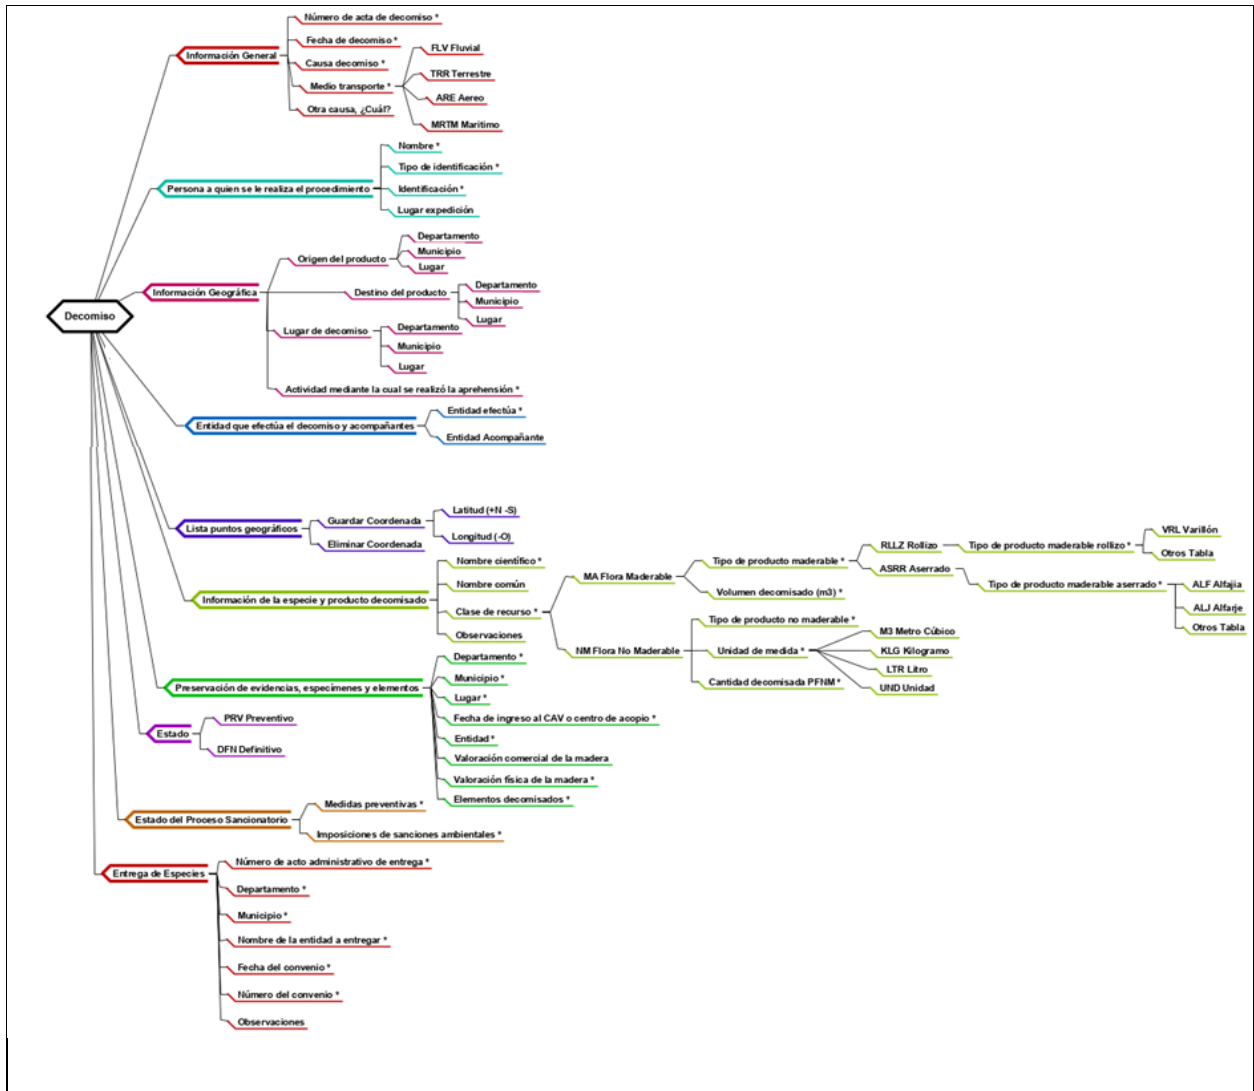 Decomiso
Información General
Número de acta de decomiso *
Fecha de decomiso *
Causa decomiso *
Medio transporte *
FLV Fluvial
TRR Terrestre
ARE Aereo
MRTM Maritimo
Otra causa, ¿Cuál?
Persona a quien se le realiza el procedimiento
Nombre *
Tipo de identificación *
Identificación *
Lugar expedición
Información Geográfica
Origen del producto
Departamento
Municipio
Lugar
Destino del producto
Departamento
Municipio
Lugar
Lugar de decomiso
Departamento
Municipio
Lugar
Actividad mediante la cual se realizó la aprehensión *
Entidad que efectúa el decomiso y acompañantes
Entidad efectúa *
Entidad Acompañante
Lista puntos geográficos
Guardar Coordenada
Latitud (+N -S)
Longitud (-O)
Eliminar Coordenada
Información de la especie y producto decomisado
Nombre científico *
Nombre común
Clase de recurso *
MA Flora Maderable
Tipo de producto maderable *
RLLZ Rollizo
Tipo de producto maderable rollizo *
VRL Varillón
Otros Tabla
ASRR Aserrado
Tipo de producto maderable aserrado *
ALF Alfajia
ALJ Alfarje
Otros Tabla
Volumen decomisado (m3) *
NM Flora No Maderable
Tipo de producto no maderable *
Unidad de medida *
M3 Metro Cúbico
KLG Kilogramo
LTR Litro
UND Unidad
Cantidad decomisada PFNM *
Observaciones
Preservación de evidencias, especímenes y elementos
Departamento *
Municipio *
Lugar *
Fecha de ingreso al CAV o centro de acopio *
Entidad *
Valoración comercial de la madera
Valoración física de la madera *
Elementos decomisados *
Estado
PRV Preventivo
DFN Definitivo
Estado del Proceso Sancionatorio
Medidas preventivas *
Imposiciones de sanciones ambientales *
Entrega de Especies
Número de acto administrativo de entrega *
Departamento *
Municipio *
Nombre de la entidad a entregar *
Fecha del convenio *
Número del convenio *
Observaciones